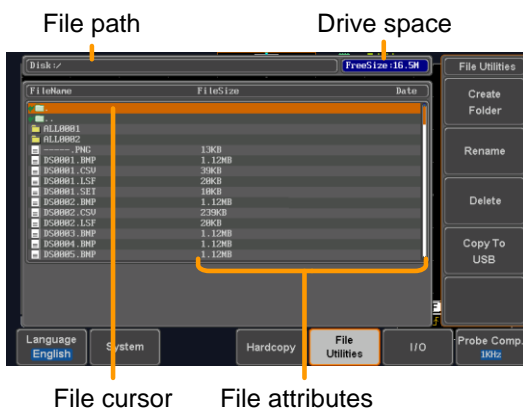 File path
Drive space
Disk:/
FreeSize:16.5M
File Utilities
FileName FileSize Date
.
..
ALL0001
ALL0002
-----.PNG 13KB
DS0001.BMP 1.12MB
DS0001.CSV 39KB
DS0001.LSF 20KB
DS0001.SET 10KB
DS0002.BMP 1.12MB
DS0002.CSV 239KB
DS0002.LSF 20KB
DS0003.BMP 1.12MB
DS0004.BMP 1.12MB
DS0005.BMP 1.12MB
Create
Folder
Rename
Delete
Copy To
USB
Language
English
System
Hardcopy
File
Utilities
I/O
Probe Comp.
1KHz
File cursor
File attributes